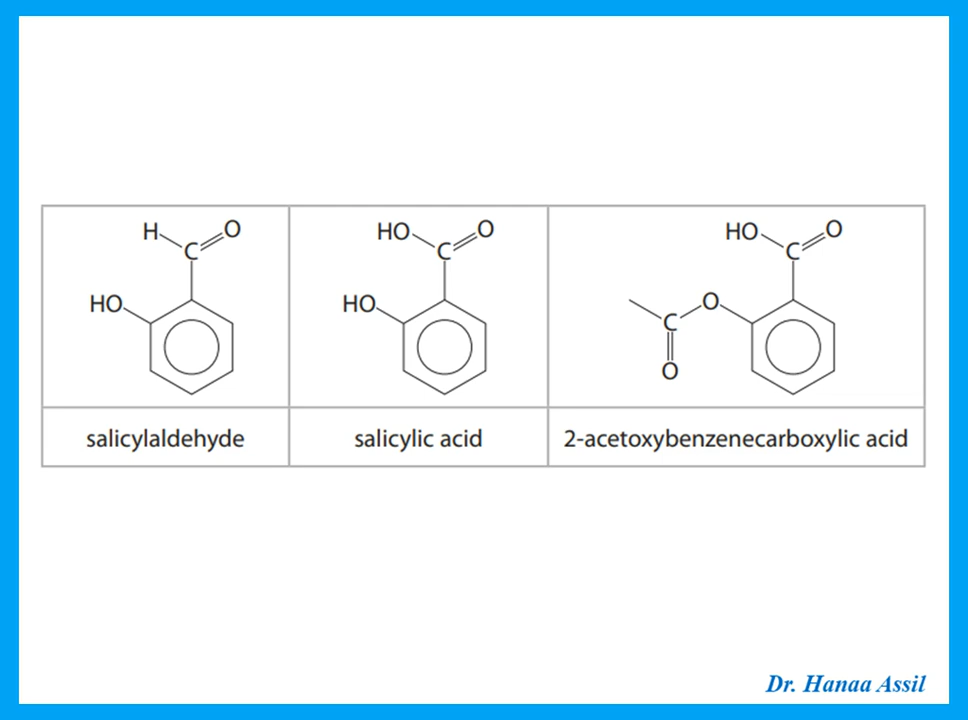 H O HO O HO O
C C C
HO HO O
C
O
salicylaldehyde salicylic acid 2-acetoxybenzenecarboxylic acid
Dr. Hanaa Assil